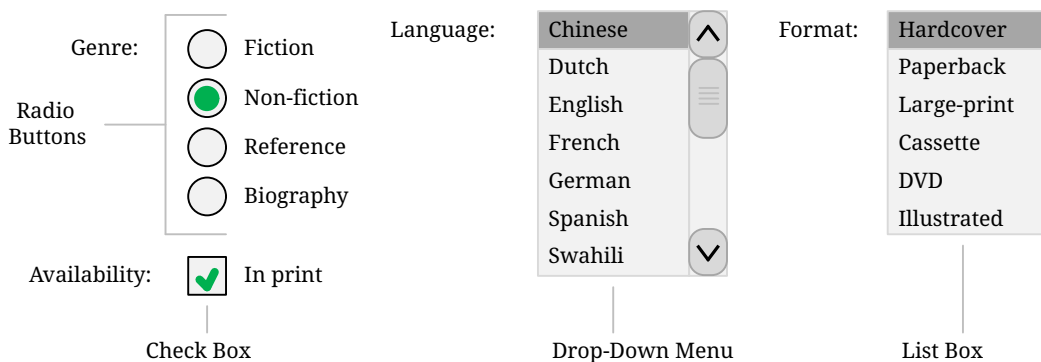 Genre:
Fiction
Non-fiction
Reference
Biography
Radio
Buttons
Availability:
In print
Check Box
Language:
Chinese
Dutch
English
French
German
Spanish
Swahili
Drop-Down Menu
Format:
Hardcover
Paperback
Large-print
Cassette
DVD
Illustrated
List Box